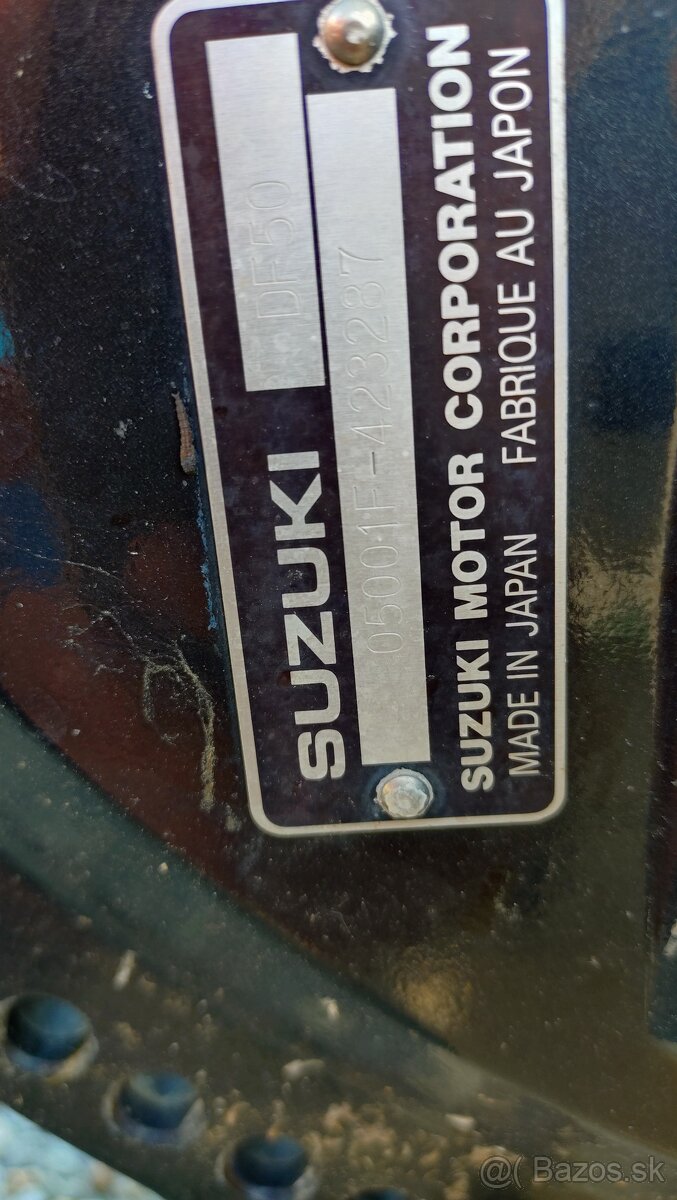 SUZUKI DF50
05001F-423287
SUZUKI MOTOR CORPORATION
MADE IN JAPAN FABRIQUE AU JAPON
@Bazos.sk